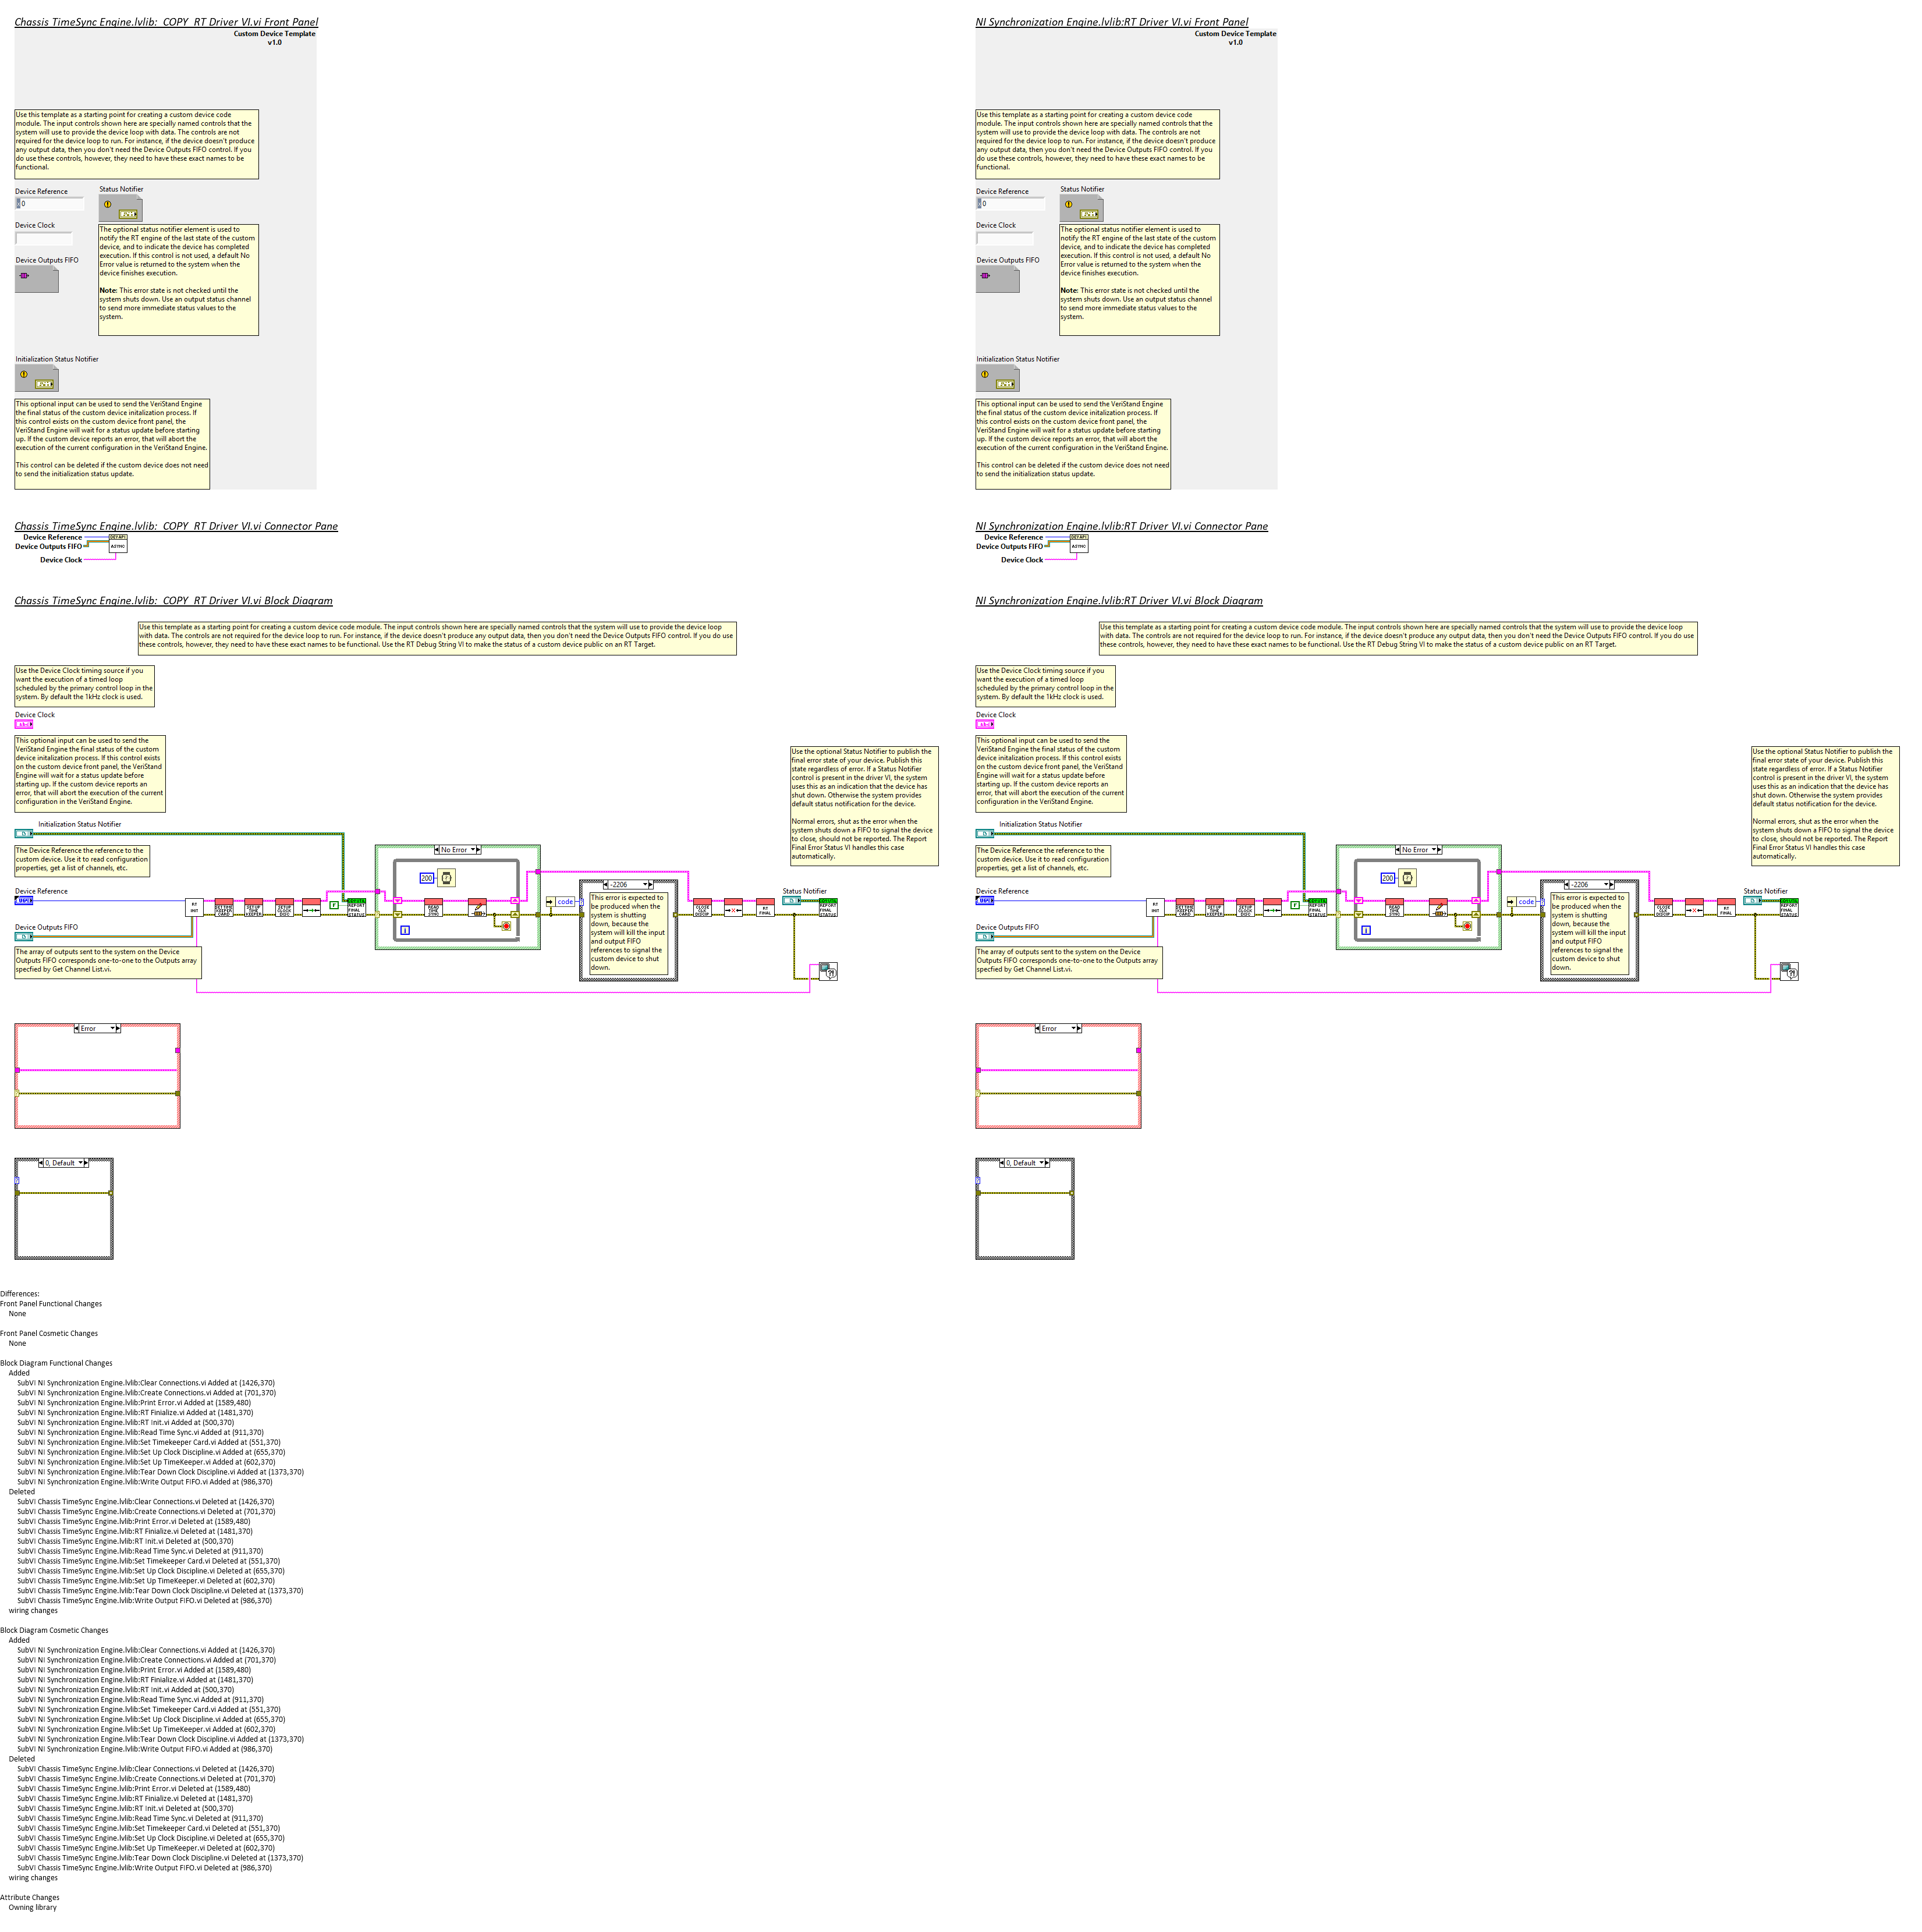 Chassis TimeSync Engine.lvlib:_COPY_RT Driver VI.vi Front Panel
Custom Device Template
v1.0
Use this template as a starting point for creating a custom device code
module. The input controls shown here are specially named controls that the
system will use to provide the device loop with data. The controls are not
required for the device loop to run. For instance, if the device doesn't produce
any output data, then you don't need the Device Outputs FIFO control. If you
do use these controls, however, they need to have these exact names to be
functional.
Device Reference
0
Status Notifier
Device Clock
The optional status notifier element is used to
notify the RT engine of the last state of the custom
device, and to indicate the device has completed
execution. If this control is not used, a default No
Error value is returned to the system when the
device finishes execution.
Device Outputs FIFO
Note: This error state is not checked until the
system shuts down. Use an output status channel
to send more immediate status values to the
system.
Initialization Status Notifier
This optional input can be used to send the VeriStand Engine
the final status of the custom device initalization process. If
this control exists on the custom device front panel, the
VeriStand Engine will wait for a status update before starting
up. If the custom device reports an error, that will abort the
execution of the current configuration in the VeriStand Engine.
This control can be deleted if the custom device does not need
to send the initialization status update.
NI Synchronization Engine.lvlib:RT Driver VI.vi Front Panel
Custom Device Template
v1.0
Use this template as a starting point for creating a custom device code
module. The input controls shown here are specially named controls that the
system will use to provide the device loop with data. The controls are not
required for the device loop to run. For instance, if the device doesn't produce
any output data, then you don't need the Device Outputs FIFO control. If you
do use these controls, however, they need to have these exact names to be
functional.
Device Reference
0
Status Notifier
Device Clock
The optional status notifier element is used to
notify the RT engine of the last state of the custom
device, and to indicate the device has completed
execution. If this control is not used, a default No
Error value is returned to the system when the
device finishes execution.
Device Outputs FIFO
Note: This error state is not checked until the
system shuts down. Use an output status channel
to send more immediate status values to the
system.
Initialization Status Notifier
This optional input can be used to send the VeriStand Engine
the final status of the custom device initalization process. If
this control exists on the custom device front panel, the
VeriStand Engine will wait for a status update before starting
up. If the custom device reports an error, that will abort the
execution of the current configuration in the VeriStand Engine.
This control can be deleted if the custom device does not need
to send the initialization status update.
Chassis TimeSync Engine.lvlib:_COPY_RT Driver VI.vi Connector Pane
Device Reference
Device Outputs FIFO
ASYNC
Device Clock
NI Synchronization Engine.lvlib:RT Driver VI.vi Connector Pane
Device Reference
Device Outputs FIFO
ASYNC
Device Clock
Chassis TimeSync Engine.lvlib:_COPY_RT Driver VI.vi Block Diagram
Use this template as a starting point for creating a custom device code module. The input controls shown here are specially named controls that the system will use to provide the device loop
with data. The controls are not required for the device loop to run. For instance, if the device doesn't produce any output data, then you don't need the Device Outputs FIFO control. If you do use
these controls, however, they need to have these exact names to be functional. Use the RT Debug String VI to make the status of a custom device public on an RT Target.
Use the Device Clock timing source if you
want the execution of a timed loop
scheduled by the primary control loop in the
system. By default the 1kHz clock is used.
Device Clock
This optional input can be used to send the
VeriStand Engine the final status of the custom
device initalization process. If this control exists
on the custom device front panel, the VeriStand
Engine will wait for a status update before
starting up. If the custom device reports an
error, that will abort the execution of the current
configuration in the VeriStand Engine.
Initialization Status Notifier
The Device Reference the reference to the
custom device. Use it to read configuration
properties, get a list of channels, etc.
Device Reference
Device Outputs FIFO
The array of outputs sent to the system on the Device
Outputs FIFO corresponds one-to-one to the Outputs array
specfied by Get Channel List.vi.
No Error
200
code
-2206
This error is expected to
be produced when the
system is shutting
down, because the
system will kill the input
and output FIFO
references to signal the
custom device to shut
down.
Use the optional Status Notifier to publish the
final error state of your device. Publish this
state regardless of error. If a Status Notifier
control is present in the driver VI, the system
uses this as an indication that the device has
shut down. Otherwise the system provides
default status notification for the device.
Normal errors, shut as the error when the
system shuts down a FIFO to signal the device
to close, should not be reported. The Report
Final Error Status VI handles this case
automatically.
Status Notifier
Error
0, Default
NI Synchronization Engine.lvlib:RT Driver VI.vi Block Diagram
Use this template as a starting point for creating a custom device code module. The input controls shown here are specially named controls that the system will use to provide the device loop
with data. The controls are not required for the device loop to run. For instance, if the device doesn't produce any output data, then you don't need the Device Outputs FIFO control. If you do use
these controls, however, they need to have these exact names to be functional. Use the RT Debug String VI to make the status of a custom device public on an RT Target.
Use the Device Clock timing source if you
want the execution of a timed loop
scheduled by the primary control loop in the
system. By default the 1kHz clock is used.
Device Clock
This optional input can be used to send the
VeriStand Engine the final status of the custom
device initalization process. If this control exists
on the custom device front panel, the VeriStand
Engine will wait for a status update before
starting up. If the custom device reports an
error, that will abort the execution of the current
configuration in the VeriStand Engine.
Initialization Status Notifier
The Device Reference the reference to the
custom device. Use it to read configuration
properties, get a list of channels, etc.
Device Reference
Device Outputs FIFO
The array of outputs sent to the system on the Device
Outputs FIFO corresponds one-to-one to the Outputs array
specfied by Get Channel List.vi.
No Error
200
code
-2206
This error is expected to
be produced when the
system is shutting
down, because the
system will kill the input
and output FIFO
references to signal the
custom device to shut
down.
Use the optional Status Notifier to publish the
final error state of your device. Publish this
state regardless of error. If a Status Notifier
control is present in the driver VI, the system
uses this as an indication that the device has
shut down. Otherwise the system provides
default status notification for the device.
Normal errors, shut as the error when the
system shuts down a FIFO to signal the device
to close, should not be reported. The Report
Final Error Status VI handles this case
automatically.
Status Notifier
Error
0, Default
Differences:
Front Panel Functional Changes
None
Front Panel Cosmetic Changes
None
Block Diagram Functional Changes
Added
SubVI NI Synchronization Engine.lvlib:Clear Connections.vi Added at (1426,370)
SubVI NI Synchronization Engine.lvlib:Create Connections.vi Added at (701,370)
SubVI NI Synchronization Engine.lvlib:Print Error.vi Added at (1589,480)
SubVI NI Synchronization Engine.lvlib:RT Finialize.vi Added at (1481,370)
SubVI NI Synchronization Engine.lvlib:RT Init.vi Added at (500,370)
SubVI NI Synchronization Engine.lvlib:Read Time Sync.vi Added at (911,370)
SubVI NI Synchronization Engine.lvlib:Set Timekeeper Card.vi Added at (551,370)
SubVI NI Synchronization Engine.lvlib:Set Up Clock Discipline.vi Added at (655,370)
SubVI NI Synchronization Engine.lvlib:Set Up TimeKeeper.vi Added at (602,370)
SubVI NI Synchronization Engine.lvlib:Tear Down Clock Discipline.vi Added at (1373,370)
SubVI NI Synchronization Engine.lvlib:Write Output FIFO.vi Added at (986,370)
Deleted
SubVI Chassis TimeSync Engine.lvlib:Clear Connections.vi Deleted at (1426,370)
SubVI Chassis TimeSync Engine.lvlib:Create Connections.vi Deleted at (701,370)
SubVI Chassis TimeSync Engine.lvlib:Print Error.vi Deleted at (1589,480)
SubVI Chassis TimeSync Engine.lvlib:RT Finialize.vi Deleted at (1481,370)
SubVI Chassis TimeSync Engine.lvlib:RT Init.vi Deleted at (500,370)
SubVI Chassis TimeSync Engine.lvlib:Read Time Sync.vi Deleted at (911,370)
SubVI Chassis TimeSync Engine.lvlib:Set Timekeeper Card.vi Deleted at (551,370)
SubVI Chassis TimeSync Engine.lvlib:Set Up Clock Discipline.vi Deleted at (655,370)
SubVI Chassis TimeSync Engine.lvlib:Set Up TimeKeeper.vi Deleted at (602,370)
SubVI Chassis TimeSync Engine.lvlib:Tear Down Clock Discipline.vi Deleted at (1373,370)
SubVI Chassis TimeSync Engine.lvlib:Write Output FIFO.vi Deleted at (986,370)
wiring changes
Block Diagram Cosmetic Changes
Added
SubVI NI Synchronization Engine.lvlib:Clear Connections.vi Added at (1426,370)
SubVI NI Synchronization Engine.lvlib:Create Connections.vi Added at (701,370)
SubVI NI Synchronization Engine.lvlib:Print Error.vi Added at (1589,480)
SubVI NI Synchronization Engine.lvlib:RT Finialize.vi Added at (1481,370)
SubVI NI Synchronization Engine.lvlib:RT Init.vi Added at (500,370)
SubVI NI Synchronization Engine.lvlib:Read Time Sync.vi Added at (911,370)
SubVI NI Synchronization Engine.lvlib:Set Timekeeper Card.vi Added at (551,370)
SubVI NI Synchronization Engine.lvlib:Set Up Clock Discipline.vi Added at (655,370)
SubVI NI Synchronization Engine.lvlib:Set Up TimeKeeper.vi Added at (602,370)
SubVI NI Synchronization Engine.lvlib:Tear Down Clock Discipline.vi Added at (1373,370)
SubVI NI Synchronization Engine.lvlib:Write Output FIFO.vi Added at (986,370)
Deleted
SubVI Chassis TimeSync Engine.lvlib:Clear Connections.vi Deleted at (1426,370)
SubVI Chassis TimeSync Engine.lvlib:Create Connections.vi Deleted at (701,370)
SubVI Chassis TimeSync Engine.lvlib:Print Error.vi Deleted at (1589,480)
SubVI Chassis TimeSync Engine.lvlib:RT Finialize.vi Deleted at (1481,370)
SubVI Chassis TimeSync Engine.lvlib:RT Init.vi Deleted at (500,370)
SubVI Chassis TimeSync Engine.lvlib:Read Time Sync.vi Deleted at (911,370)
SubVI Chassis TimeSync Engine.lvlib:Set Timekeeper Card.vi Deleted at (551,370)
SubVI Chassis TimeSync Engine.lvlib:Set Up Clock Discipline.vi Deleted at (655,370)
SubVI Chassis TimeSync Engine.lvlib:Set Up TimeKeeper.vi Deleted at (602,370)
SubVI Chassis TimeSync Engine.lvlib:Tear Down Clock Discipline.vi Deleted at (1373,370)
SubVI Chassis TimeSync Engine.lvlib:Write Output FIFO.vi Deleted at (986,370)
wiring changes
Attribute Changes
Owning library